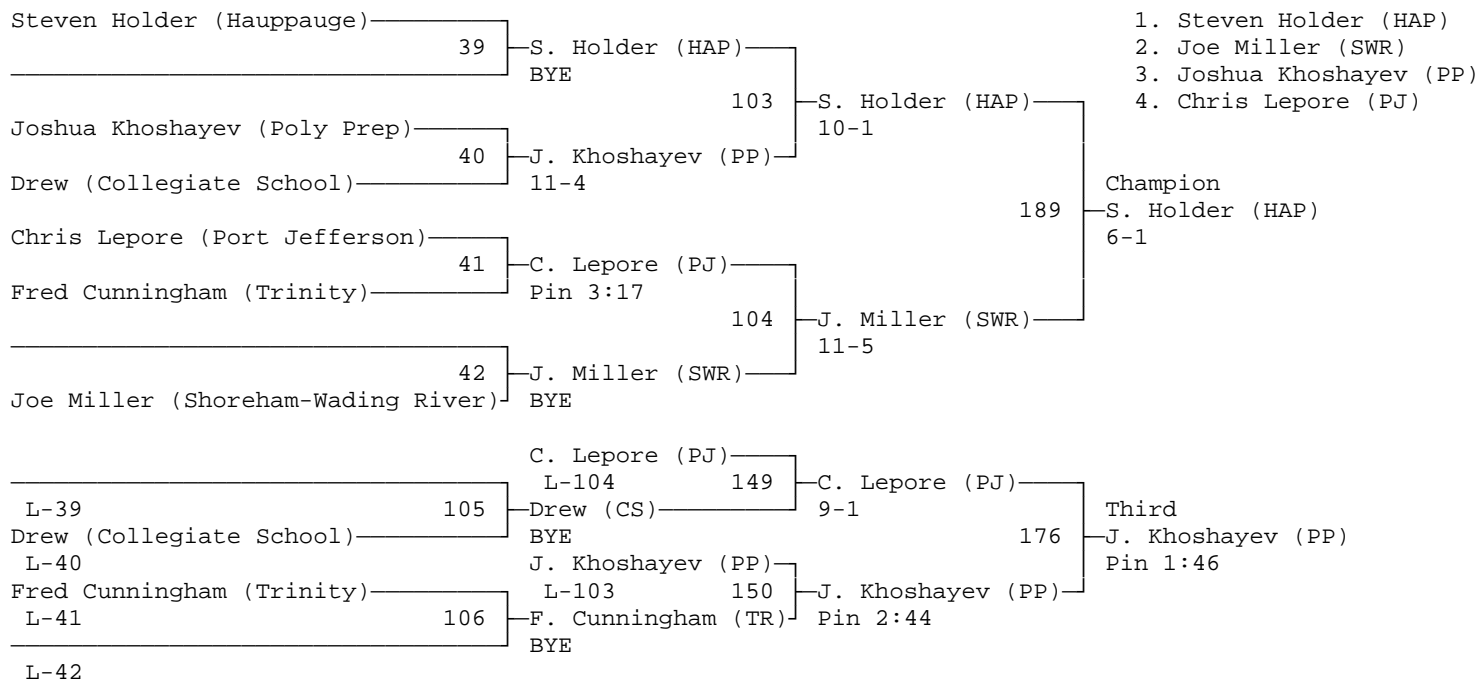 Steven Holder (Hauppauge) 1. Steven Holder (HAP)
39 S. Holder (HAP) 2. Joe Miller (SWR)
BYE 3. Joshua Khoshayev (PP)
103 S. Holder (HAP) 4. Chris Lepore (PJ)
Joshua Khoshayev (Poly Prep) 10-1
40 J. Khoshayev (PP)
Drew (Collegiate School) 11-4 Champion
189 S. Holder (HAP)
Chris Lepore (Port Jefferson) 6-1
41 C. Lepore (PJ)
Fred Cunningham (Trinity) Pin 3:17
104 J. Miller (SWR)
11-5
42 J. Miller (SWR)
Joe Miller (Shoreham-Wading River) BYE
C. Lepore (PJ)
L-104 149 C. Lepore (PJ)
L-39 105 Drew (CS) 9-1 Third
Drew (Collegiate School) BYE 176 J. Khoshayev (PP)
L-40 J. Khoshayev (PP) Pin 1:46
Fred Cunningham (Trinity) L-103 150 J. Khoshayev (PP)
L-41 106 F. Cunningham (TR) Pin 2:44
BYE
L-42